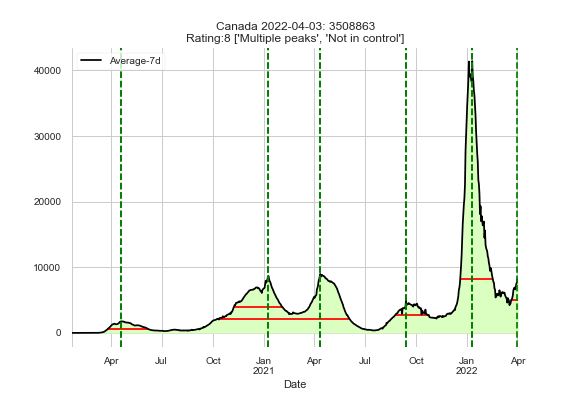 Canada 2022-04-03: 3508863
Rating:8 ['Multiple peaks', 'Not in control']
Average-7d
40000
30000
20000
10000
0
Apr Jul Oct Jan Apr Jul Oct Jan Apr
2021 2022
Date